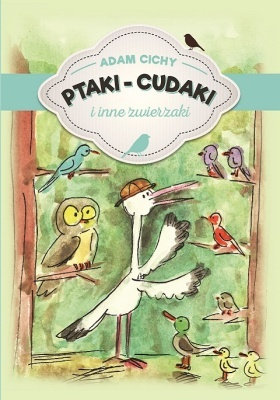 ADAM CICHY
PTAKI - CUDAKI
i inne zwierzaki